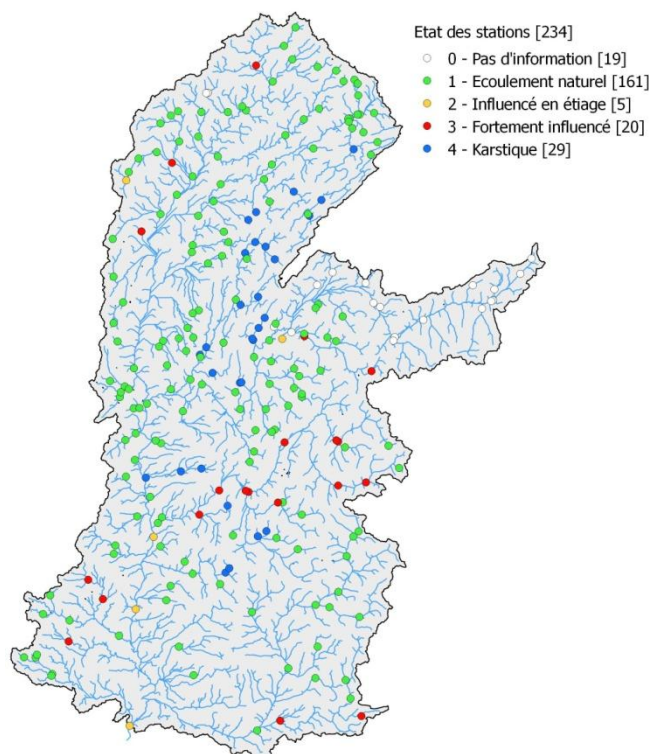 Etat des stations [234]
0 - Pas d'information [19]
1 - Ecoulement naturel [161]
2 - Influencé en étiage [5]
3 - Fortement influencé [20]
4 - Karstique [29]